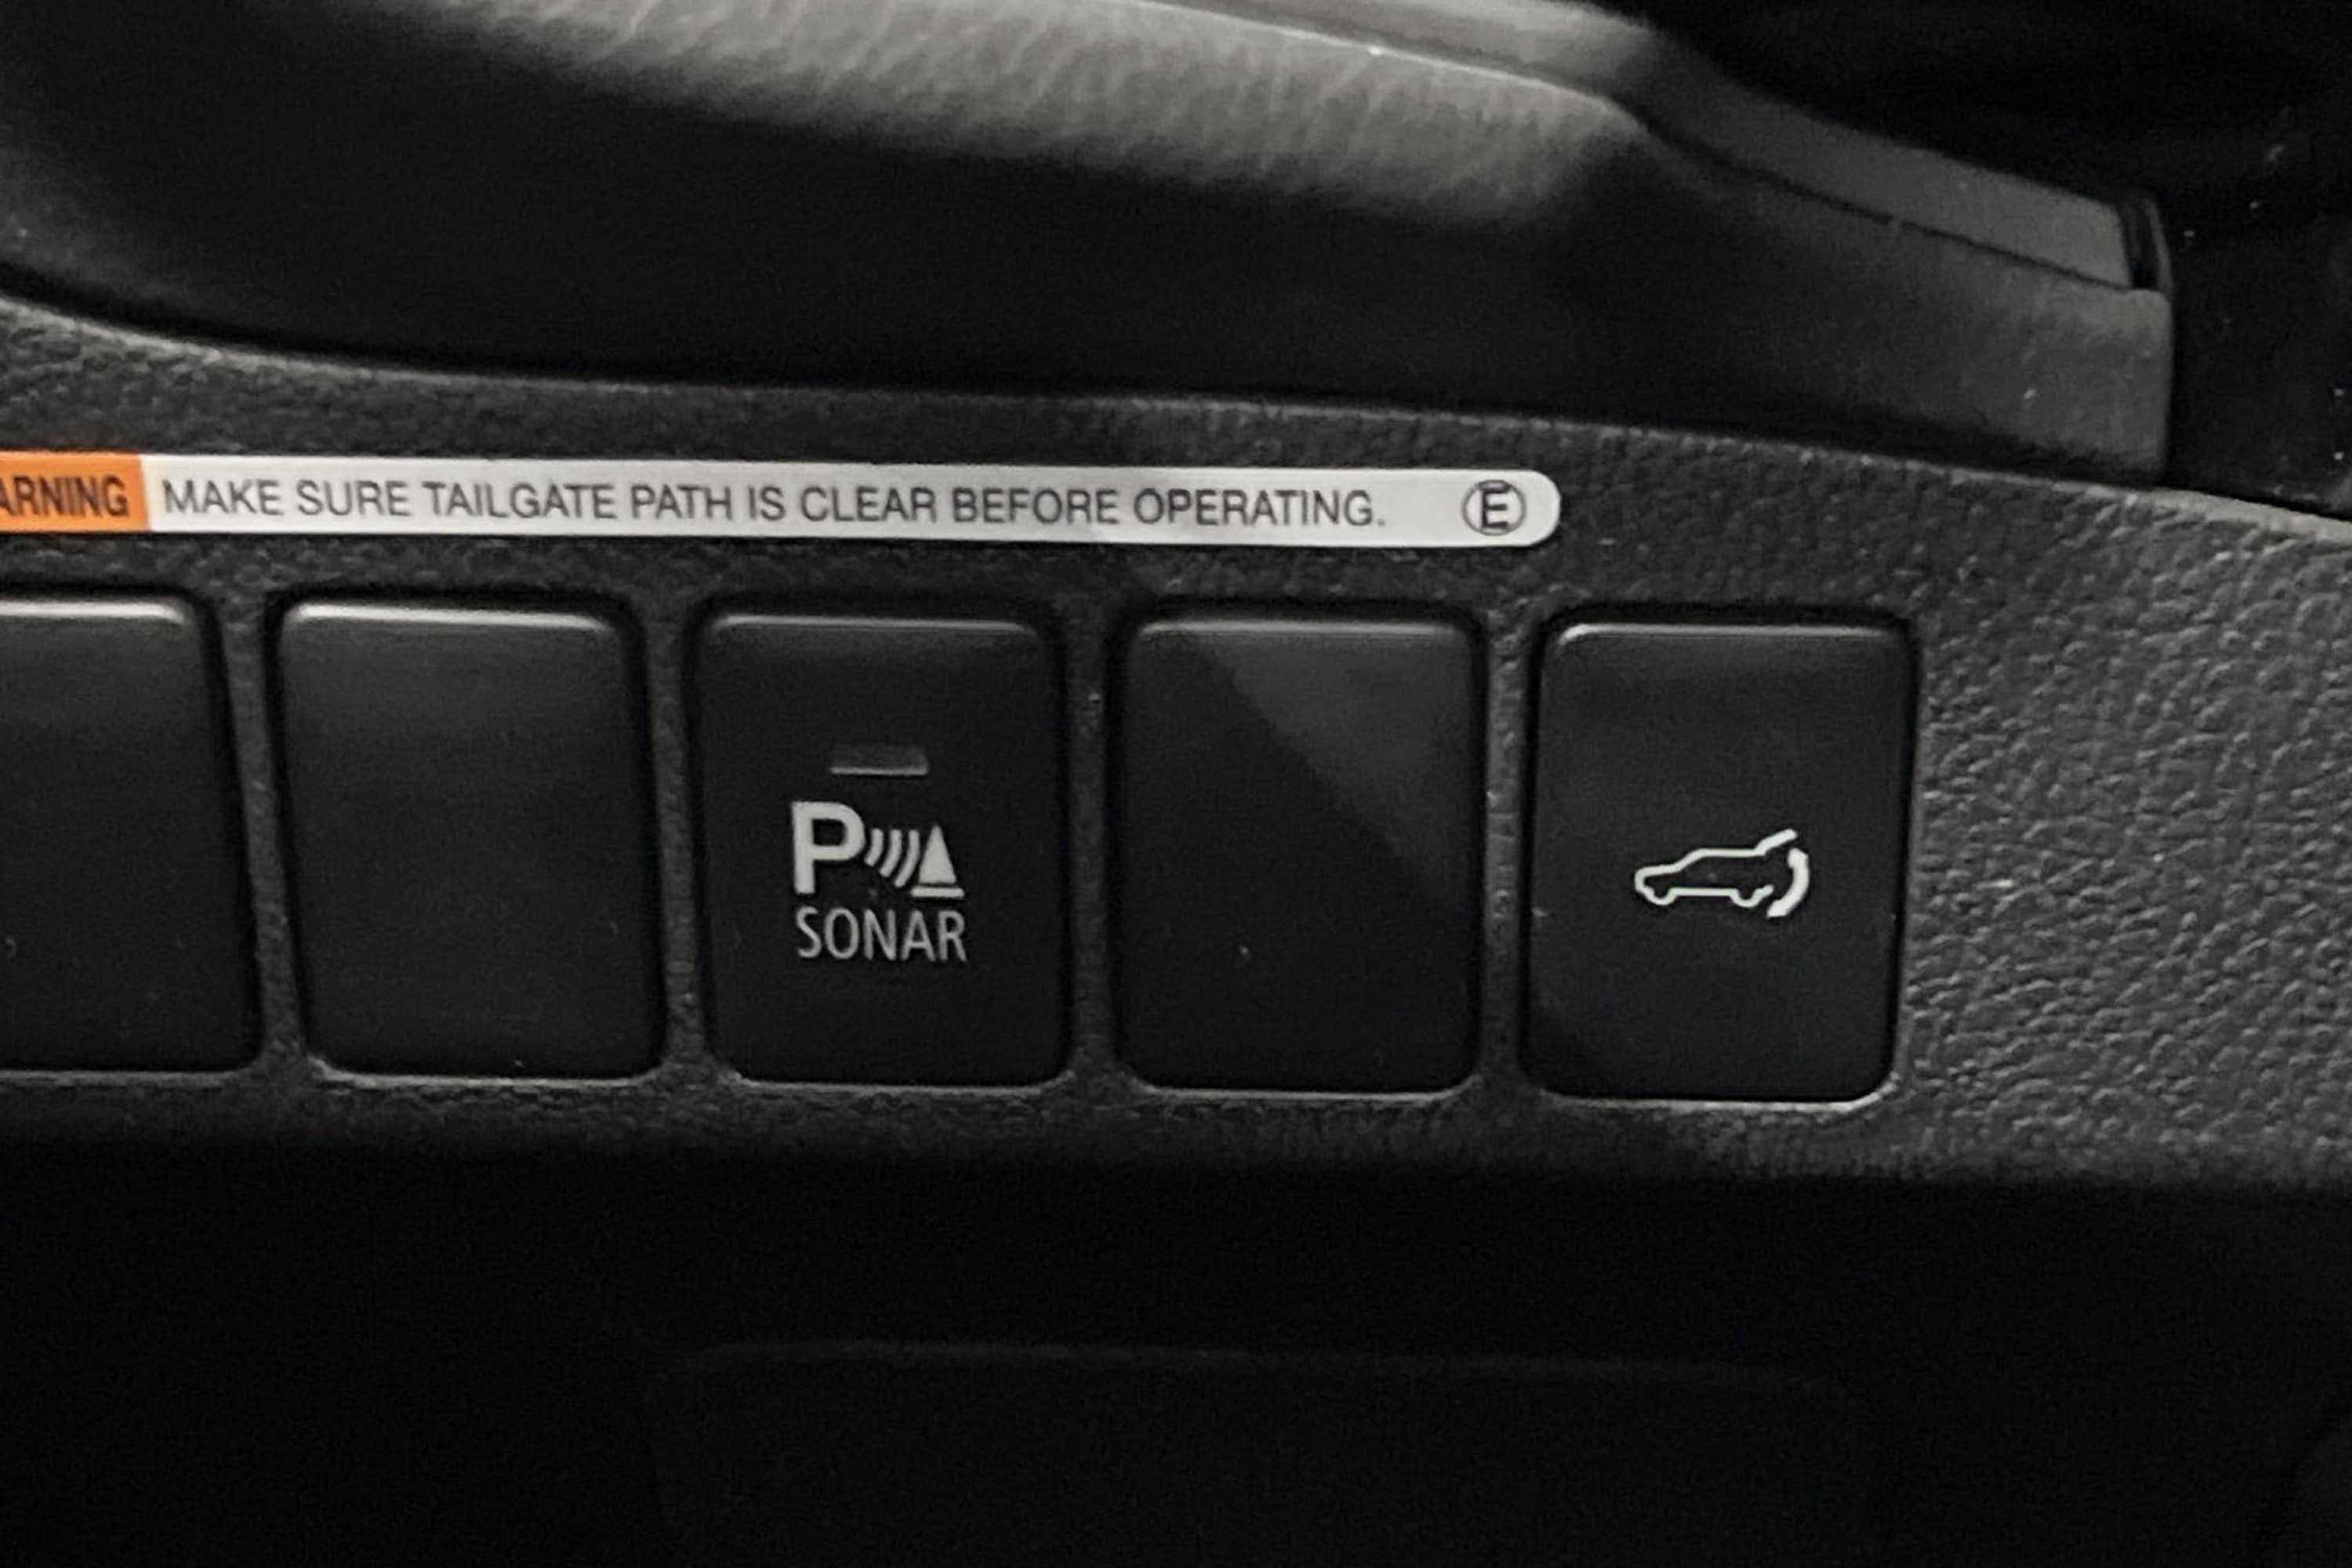 ARNING MAKE SURE TAILGATE PATH IS CLEAR BEFORE OPERATING. Ⓔ
P
SONAR